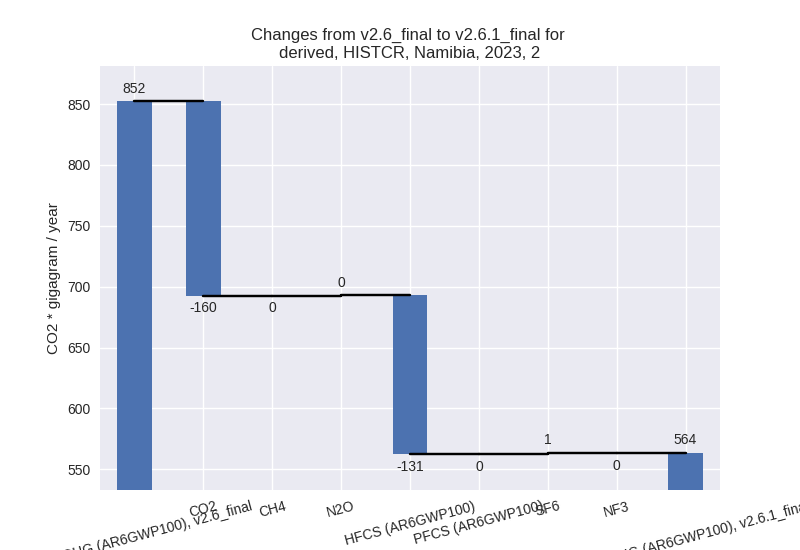 Changes from v2.6_final to v2.6.1_final for
derived, HISTCR, Namibia, 2023, 2
CO2 * gigagram / year
850
800
750
700
650
600
550
852
-160
0
0
-131
0
1
0
564
(AR6GWP100), v2.6_final
CO2
CH4
N2O
HFCS (AR6GWP100)
PFCS (AR6GWP100)
SF6
NF3
(AR6GWP100), v2.6.1_final